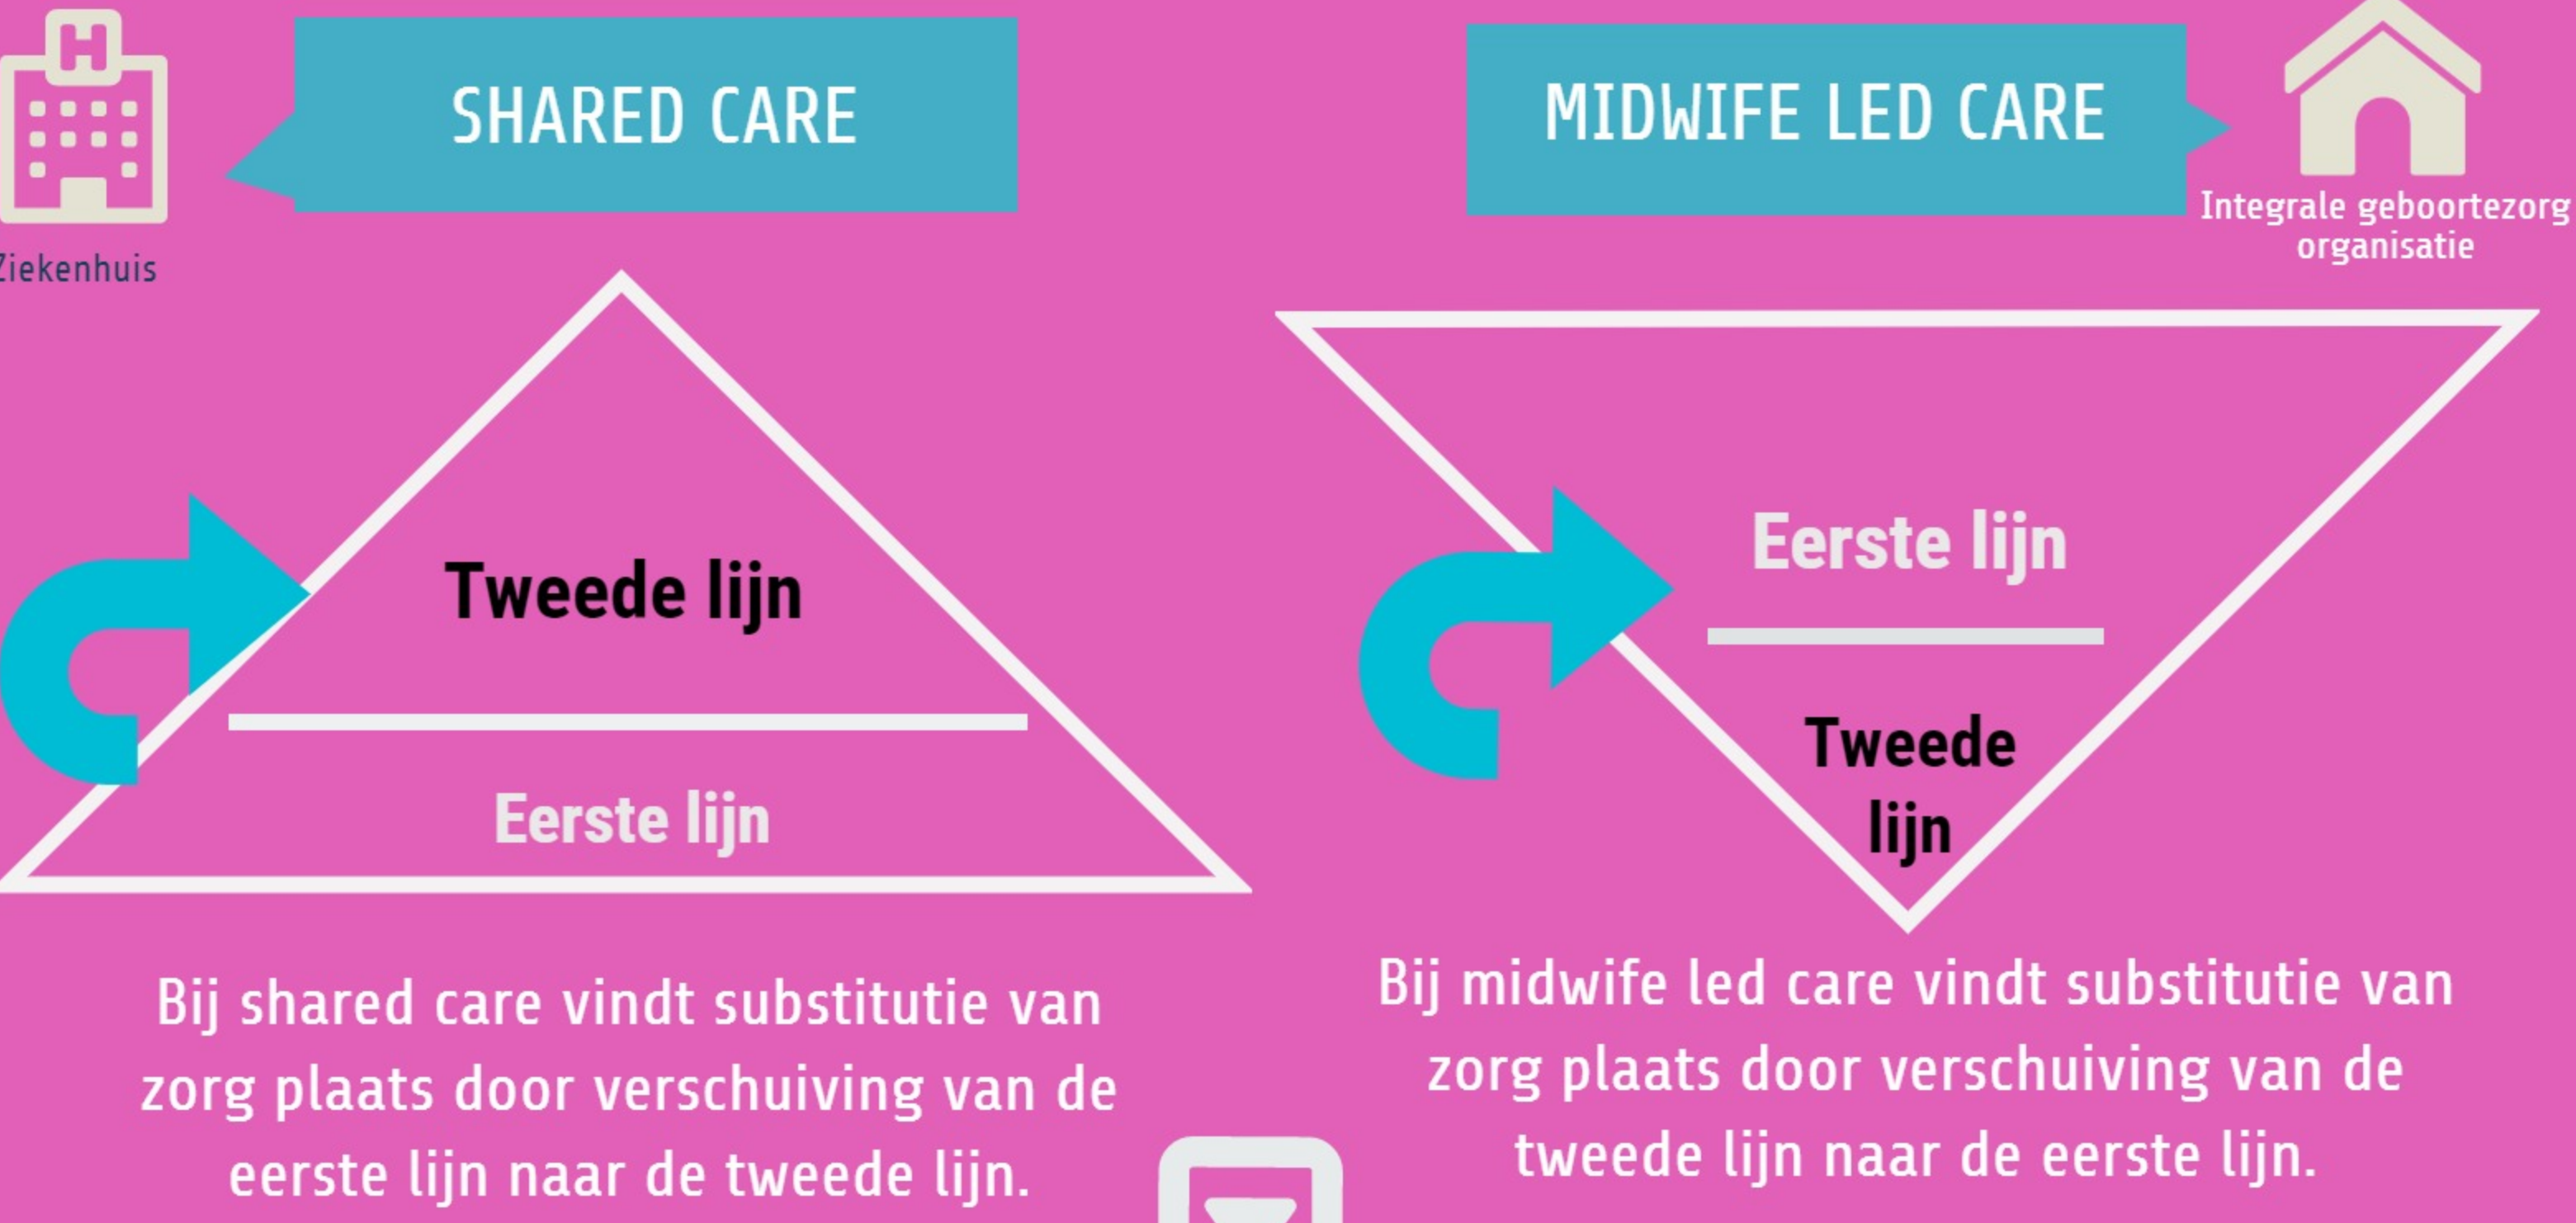 H
SHARED CARE
Ziekenhuis
Tweede lijn
Eerste lijn
Bij shared care vindt substitutie van
zorg plaats door verschuiving van de
eerste lijn naar de tweede lijn.
MIDWIFE LED CARE
Integrale geboortezorg
organisatie
Eerste lijn
Tweede
lijn
Bij midwife led care vindt substitutie van
zorg plaats door verschuiving van de
tweede lijn naar de eerste lijn.